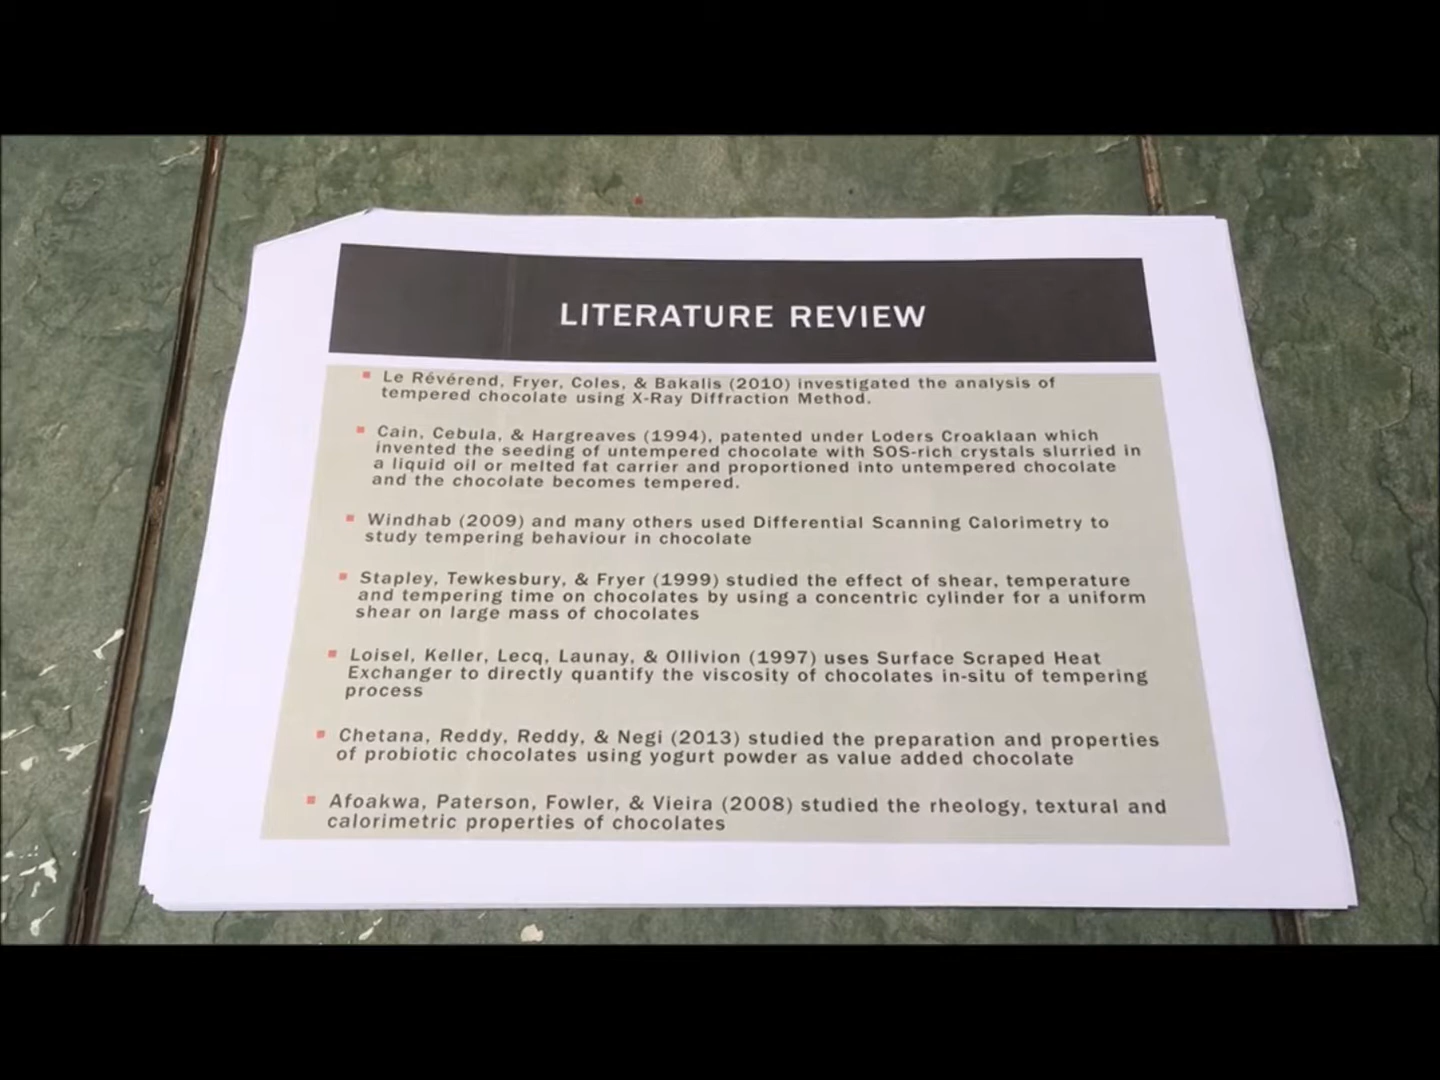 LITERATURE REVIEW
▪ Le Révérend, Fryer, Coles, & Bakalis (2010) investigated the analysis of
tempered chocolate using X-Ray Diffraction Method.
▪ Cain, Cebula, & Hargreaves (1994), patented under Loders Croaklaan which
invented the seeding of untempered chocolate with SOS-rich crystals slurried in
a liquid oil or melted fat carrier and proportioned into untempered chocolate
and the chocolate becomes tempered.
▪ Windhab (2009) and many others used Differential Scanning Calorimetry to
study tempering behaviour in chocolate
▪ Stapley, Tewkesbury, & Fryer (1999) studied the effect of shear, temperature
and tempering time on chocolates by using a concentric cylinder for a uniform
shear on large mass of chocolates
▪ Loisel, Keller, Lecq, Launay, & Ollivion (1997) uses Surface Scraped Heat
Exchanger to directly quantify the viscosity of chocolates in-situ of tempering
process
▪ Chetana, Reddy, Reddy, & Negi (2013) studied the preparation and properties
of probiotic chocolates using yogurt powder as value added chocolate
▪ Afoakwa, Paterson, Fowler, & Vieira (2008) studied the rheology, textural and
calorimetric properties of chocolates